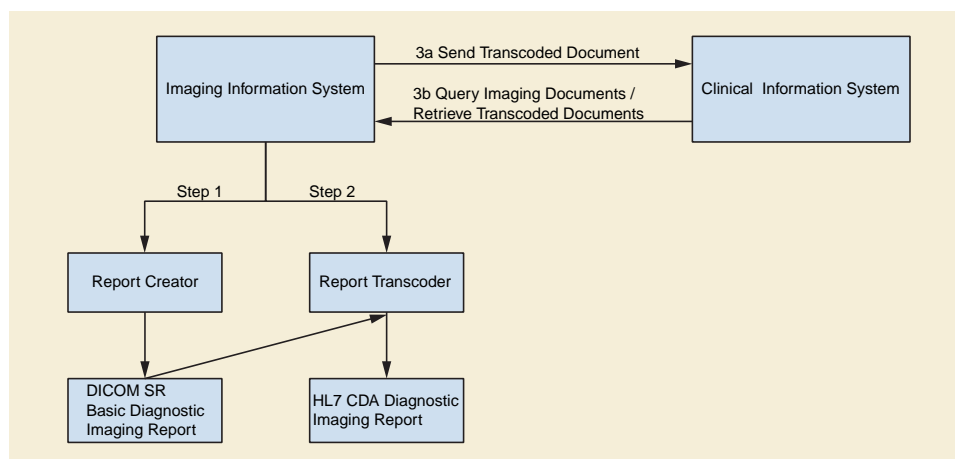 Imaging Information System
3a Send Transcoded Document
3b Query Imaging Documents /
Retrieve Transcoded Documents
Clinical Information System
Step 1
Step 2
Report Creator
Report Transcoder
DICOM SR
Basic Diagnostic
Imaging Report
HL7 CDA Diagnostic
Imaging Report